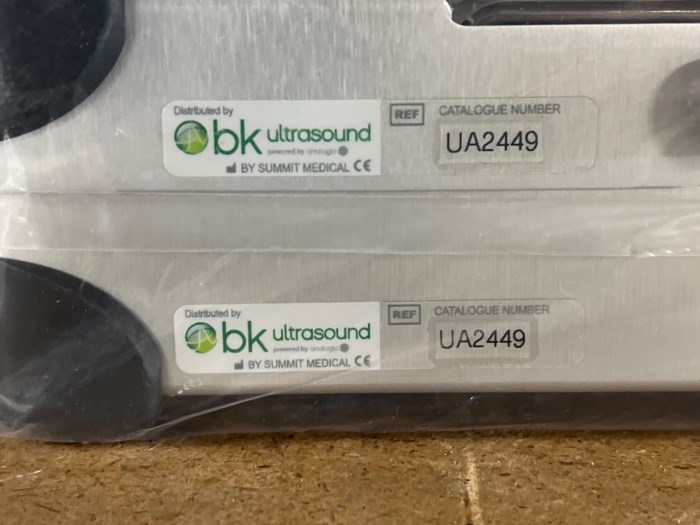 Distributed by
bk ultrasound
powered by analogic
BY SUMMIT MEDICAL CE
REF CATALOGUE NUMBER
UA2449
Distributed by
bk ultrasound
powered by analogic
BY SUMMIT MEDICAL CE
REF CATALOGUE NUMBER
UA2449